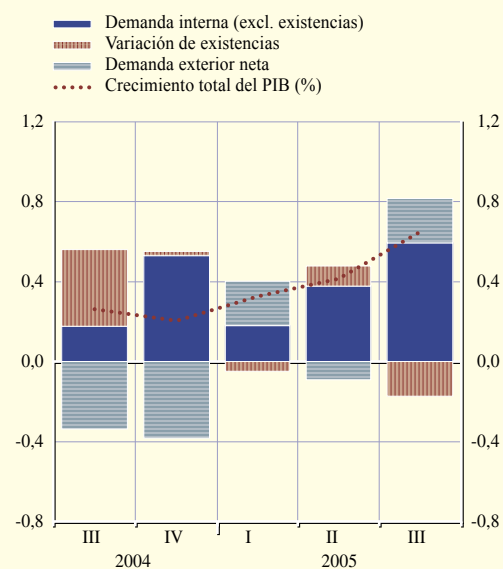 Demanda interna (excl. existencias)
Variación de existencias
Demanda exterior neta
Crecimiento total del PIB (%)
1,2 1,2
0,8 0,8
0,4 0,4
0,0 0,0
-0,4 -0,4
-0,8 -0,8
III IV I II III
2004 2005